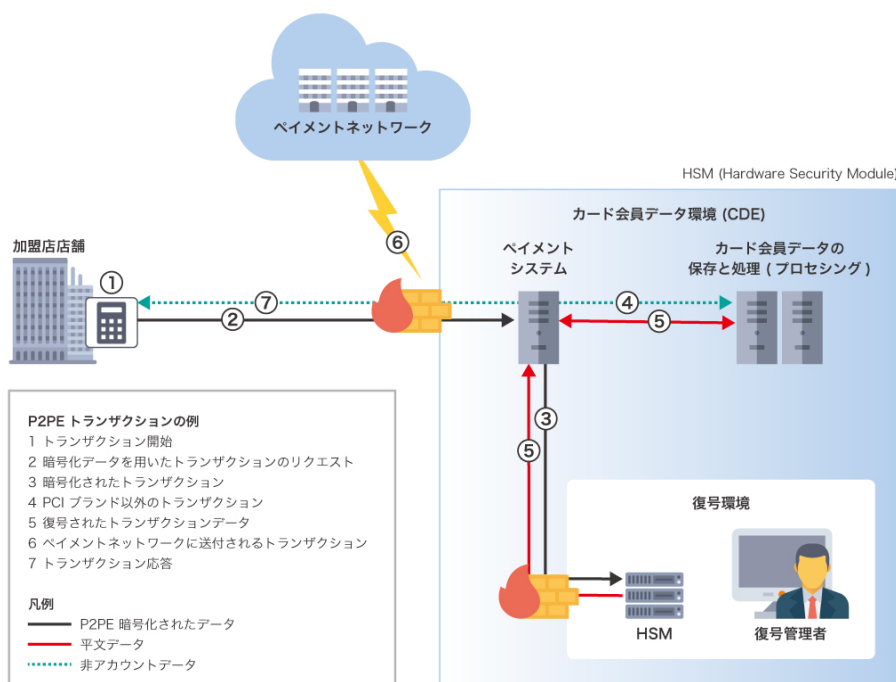 ペイメントネットワーク
HSM (Hardware Security Module)
カード会員データ環境 (CDE)
加盟店店舗
ペイメント
システム
カード会員データの
保存と処理 ( プロセシング )
①
⑥
⑦
④
②
⑤
③
⑤
P2PE トランザクションの例
1 トランザクション開始
2 暗号化データを用いたトランザクションのリクエスト
3 暗号化されたトランザクション
4 PCI ブランド以外のトランザクション
5 復号されたトランザクションデータ
6 ペイメントネットワークに送付されるトランザクション
7 トランザクション応答
凡例
P2PE 暗号化されたデータ
平文データ
非アカウントデータ
復号環境
HSM
復号管理者